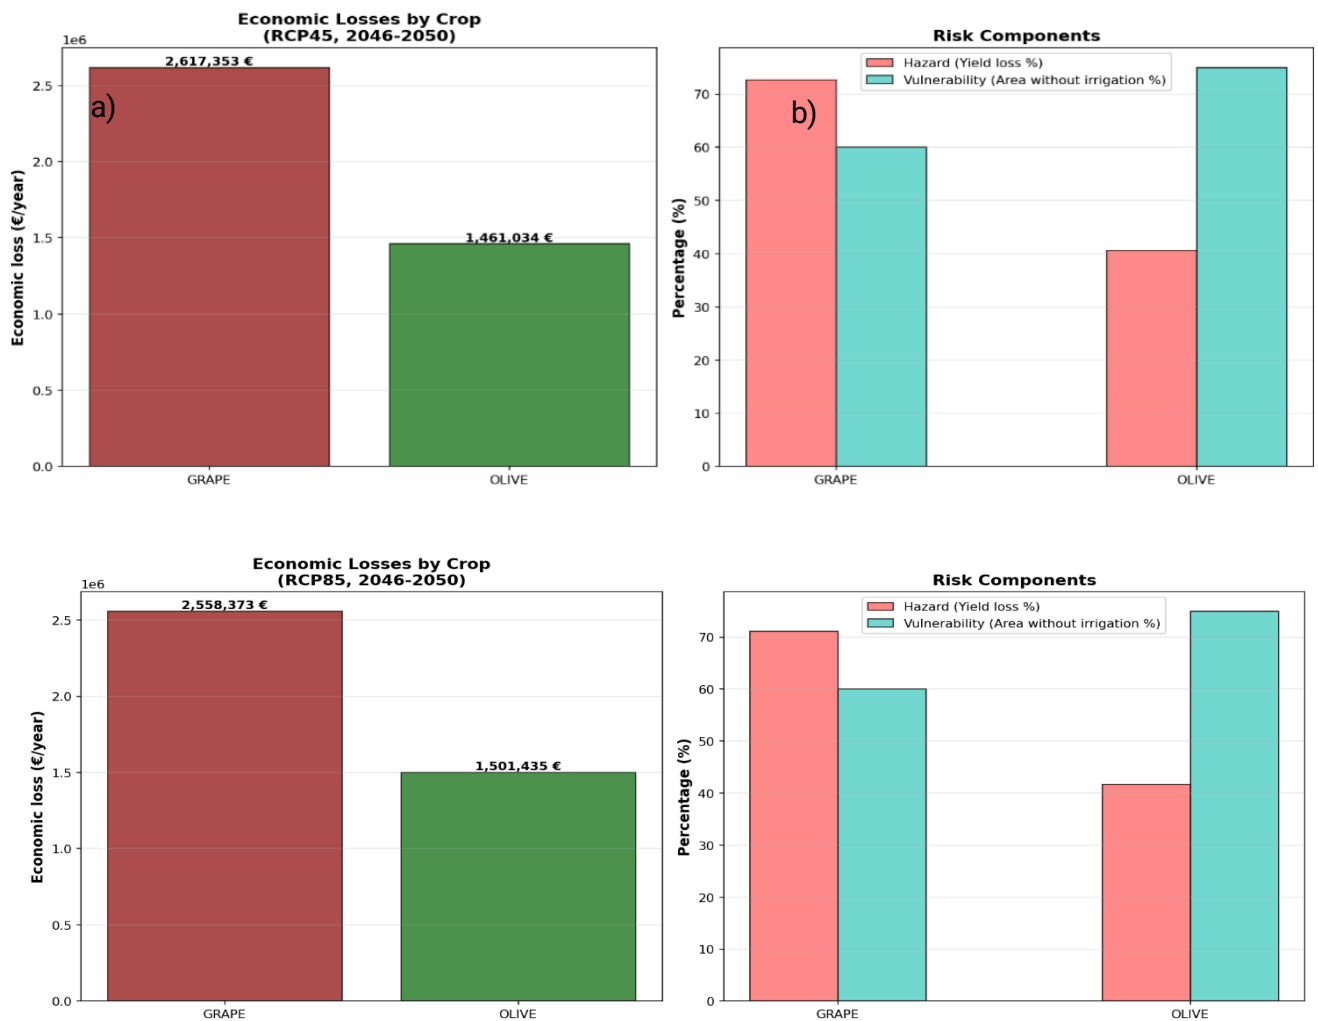 Economic Losses by Crop
(RCP45, 2046-2050)
1e6
2,617,353 €
a)
1,461,034 €
2.5
2.0
1.5
1.0
0.5
0.0
Economic loss (€/year)
GRAPE
OLIVE
Risk Components
Hazard (Yield loss %)
Vulnerability (Area without irrigation %)
b)
70
60
50
40
30
20
10
0
Percentage (%)
GRAPE
OLIVE
Economic Losses by Crop
(RCP85, 2046-2050)
1e6
2,558,373 €
1,501,435 €
2.5
2.0
1.5
1.0
0.5
0.0
Economic loss (€/year)
GRAPE
OLIVE
Risk Components
Hazard (Yield loss %)
Vulnerability (Area without irrigation %)
70
60
50
40
30
20
10
0
Percentage (%)
GRAPE
OLIVE